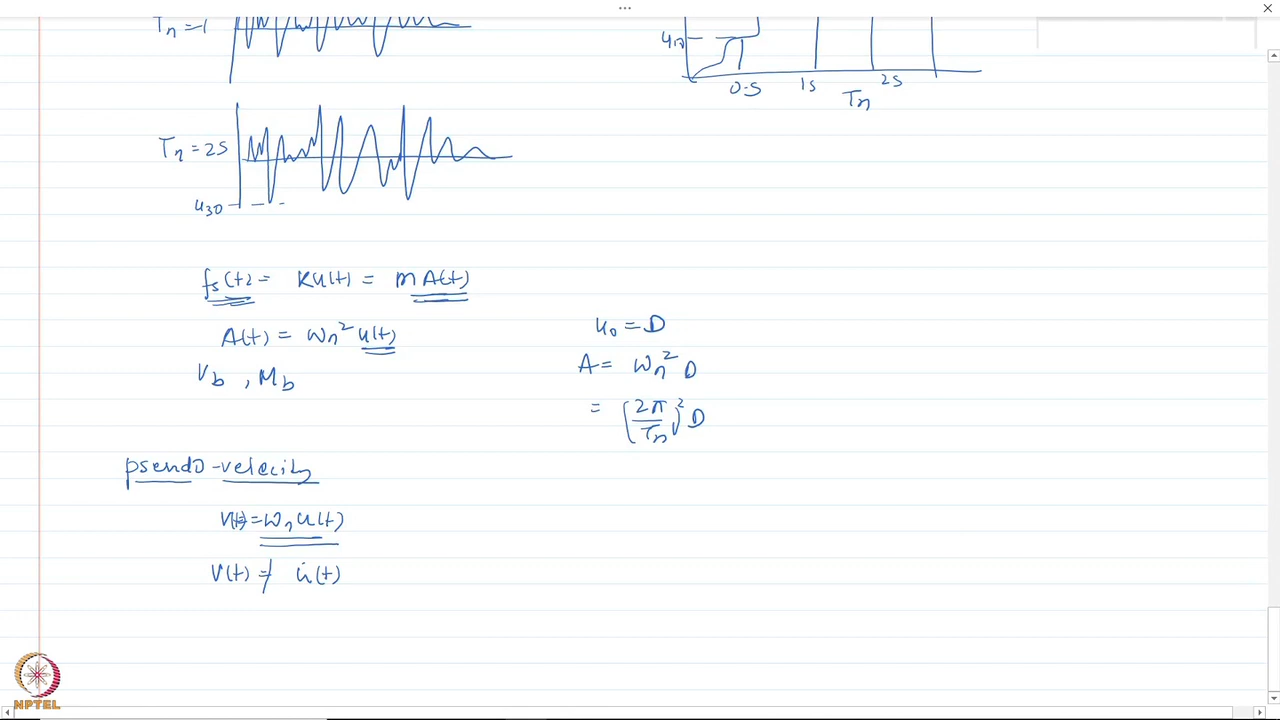 Tn = 1
u10
0.5 1s 2s
Tn
Tn = 2S
u30
fs(t) = Ku(t) = mA(t)
A(t) = ωn² u(t)
Vb , Mb
u0 = D
A = ωn² D
= (2π/Tn)² D
pseudo-velocity
V(t) = ωn u(t)
V(t) ≠ u̇(t)
NPTEL